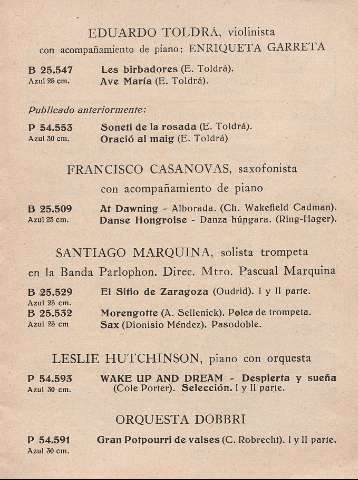 EDUARDO TOLDRÁ, violinista
con acompañamiento de piano; ENRIQUETA GARRETA
B 25.547 Les birbadores (E. Toldrá).
Azul 25 cm. Ave María (E. Toldrá).
Publicado anteriormente:
P 54.553 Soneti de la rosada (E. Toldrá)
Azul 30 cm. Oració al maig (E. Toldrá)
FRANCISCO CASANOVAS, saxofonista
con acompañamiento de piano
B 25.509 At Dawning - Alborada. (Ch. Wakefield Cadman).
Azul 25 cm. Danse Hongroise - Danza húngara. (Ring-Hager).
SANTIAGO MARQUINA, solista trompeta
en la Banda Parlophon. Direc. Mtro. Pascual Marquina
B 25.529 El Sitio de Zaragoza (Oudrid). I y II parte.
Azul 25 cm.
B 25.532 Morengotte (A. Sellenick). Polca de trompeta.
Azul 25 cm Sax (Dionisio Méndez). Pasodoble.
LESLIE HUTCHINSON, piano con orquesta
P 54.593 WAKE UP AND DREAM - Despierta y sueña
Azul 30 cm. (Cole Porter). Selección. I y II parte.
ORQUESTA DOBBRI
P 54.591 Gran Potpourri de valses (C. Robrecht). I y II parte.
Azul 30 cm.